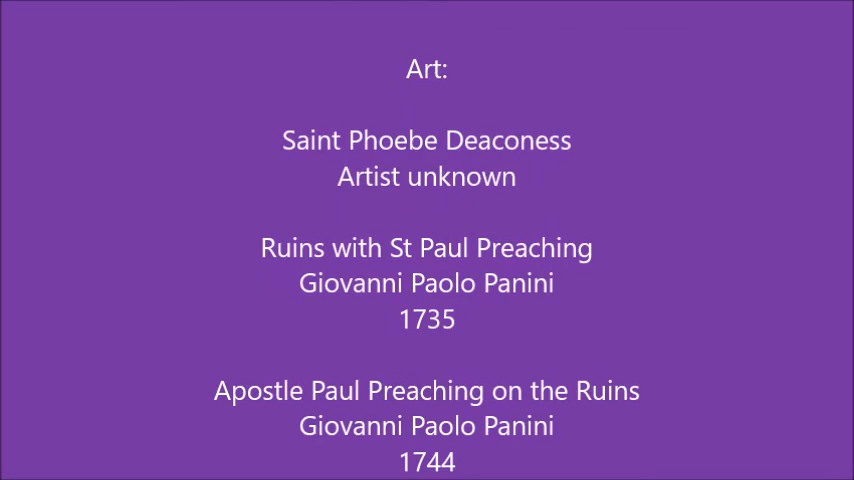 Art:
Saint Phoebe Deaconess
Artist unknown
Ruins with St Paul Preaching
Giovanni Paolo Panini
1735
Apostle Paul Preaching on the Ruins
Giovanni Paolo Panini
1744